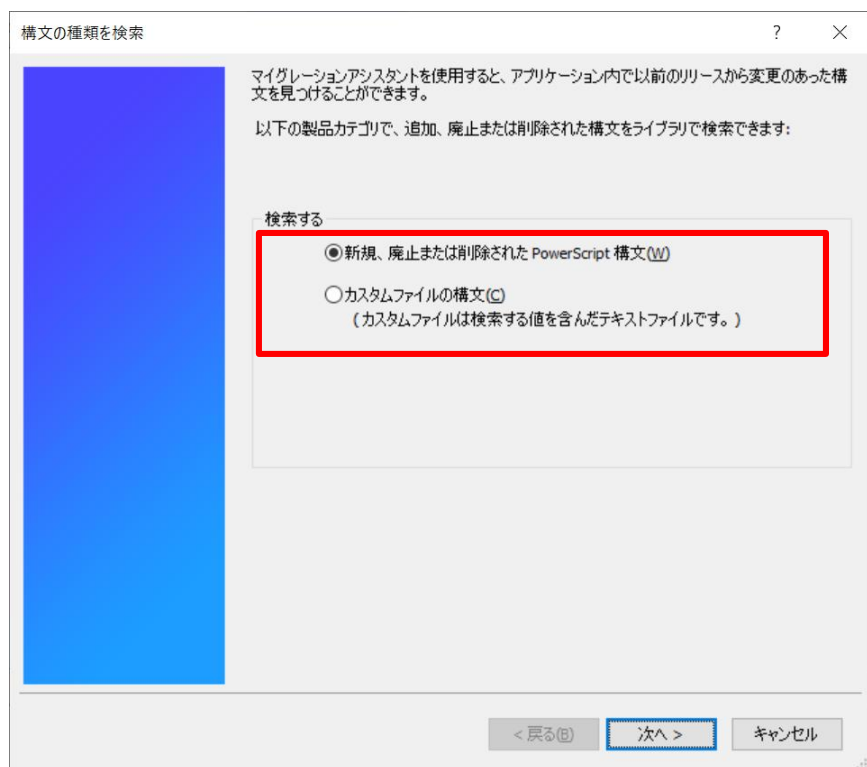 構文の種類を検索
?
マイグレーションアシスタントを使用すると、アプリケーション内で以前のリリースから変更のあった構
文を見つけることができます。
以下の製品カテゴリで、追加、廃止または削除された構文をライブラリで検索できます:
検索する
新規、廃止または削除された PowerScript 構文(W)
カスタムファイルの構文(C)
(カスタムファイルは検索する値を含んだテキストファイルです。)
< 戻る(B)
次へ >
キャンセル